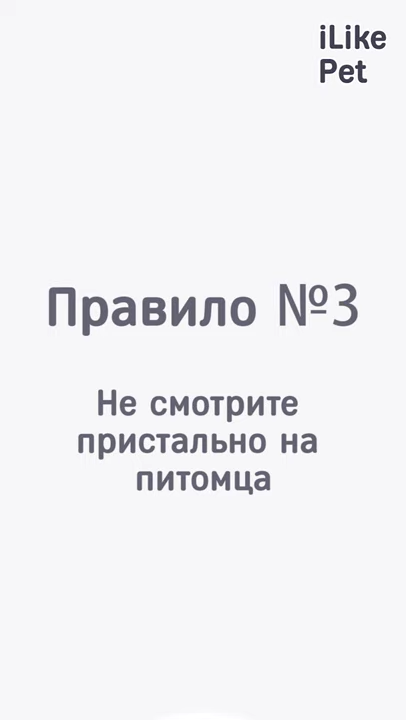 iLike
Pet
Правило №3
Не смотрите
пристально на
питомца